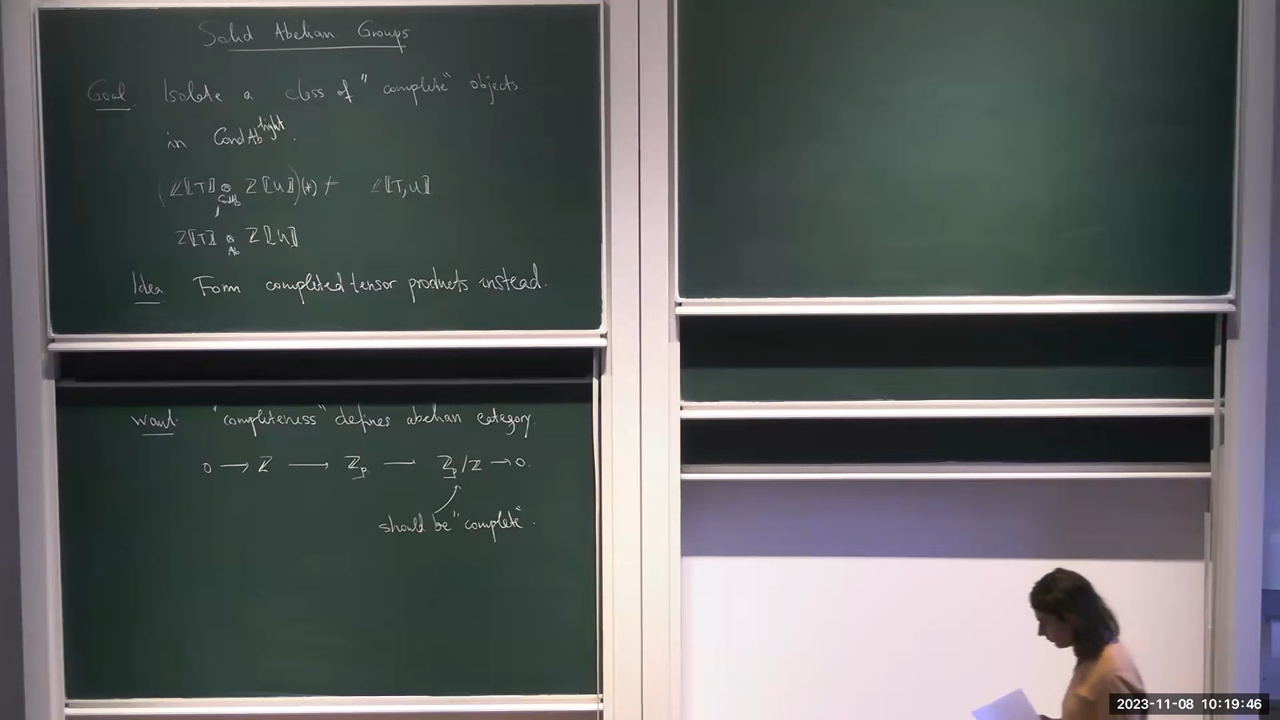 Solid Abelian Groups
Goal Isolate a class of "complete" objects.
in CondAb^light.
(ℤ⟦T⟧ ⊗_CondAb ℤ⟦U⟧)(*) ≠ ℤ⟦T,U⟧
ℤ⟦T⟧ ⊗_Ab ℤ⟦U⟧
Idea Form completed tensor products instead.
Want "completeness" defines abelian category.
0 → ℤ → ℤ_p → ℤ_p/ℤ → 0.
should be "complete".
2023-11-08 10:19:46